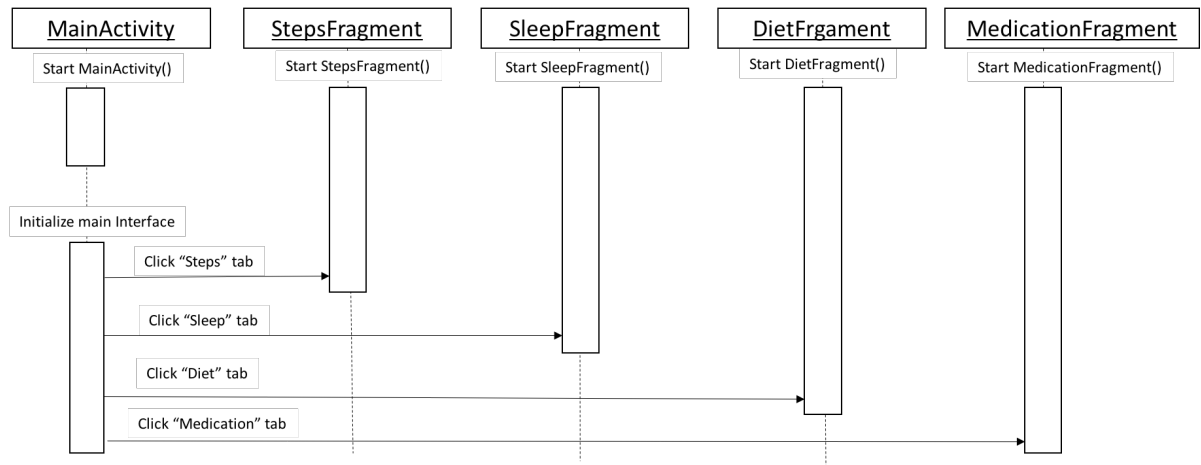 MainActivity
StepsFragment
SleepFragment
DietFrgament
MedicationFragment
Start MainActivity()
Start StepsFragment()
Start SleepFragment()
Start DietFragment()
Start MedicationFragment()
Initialize main Interface
Click “Steps” tab
Click “Sleep” tab
Click “Diet” tab
Click “Medication” tab